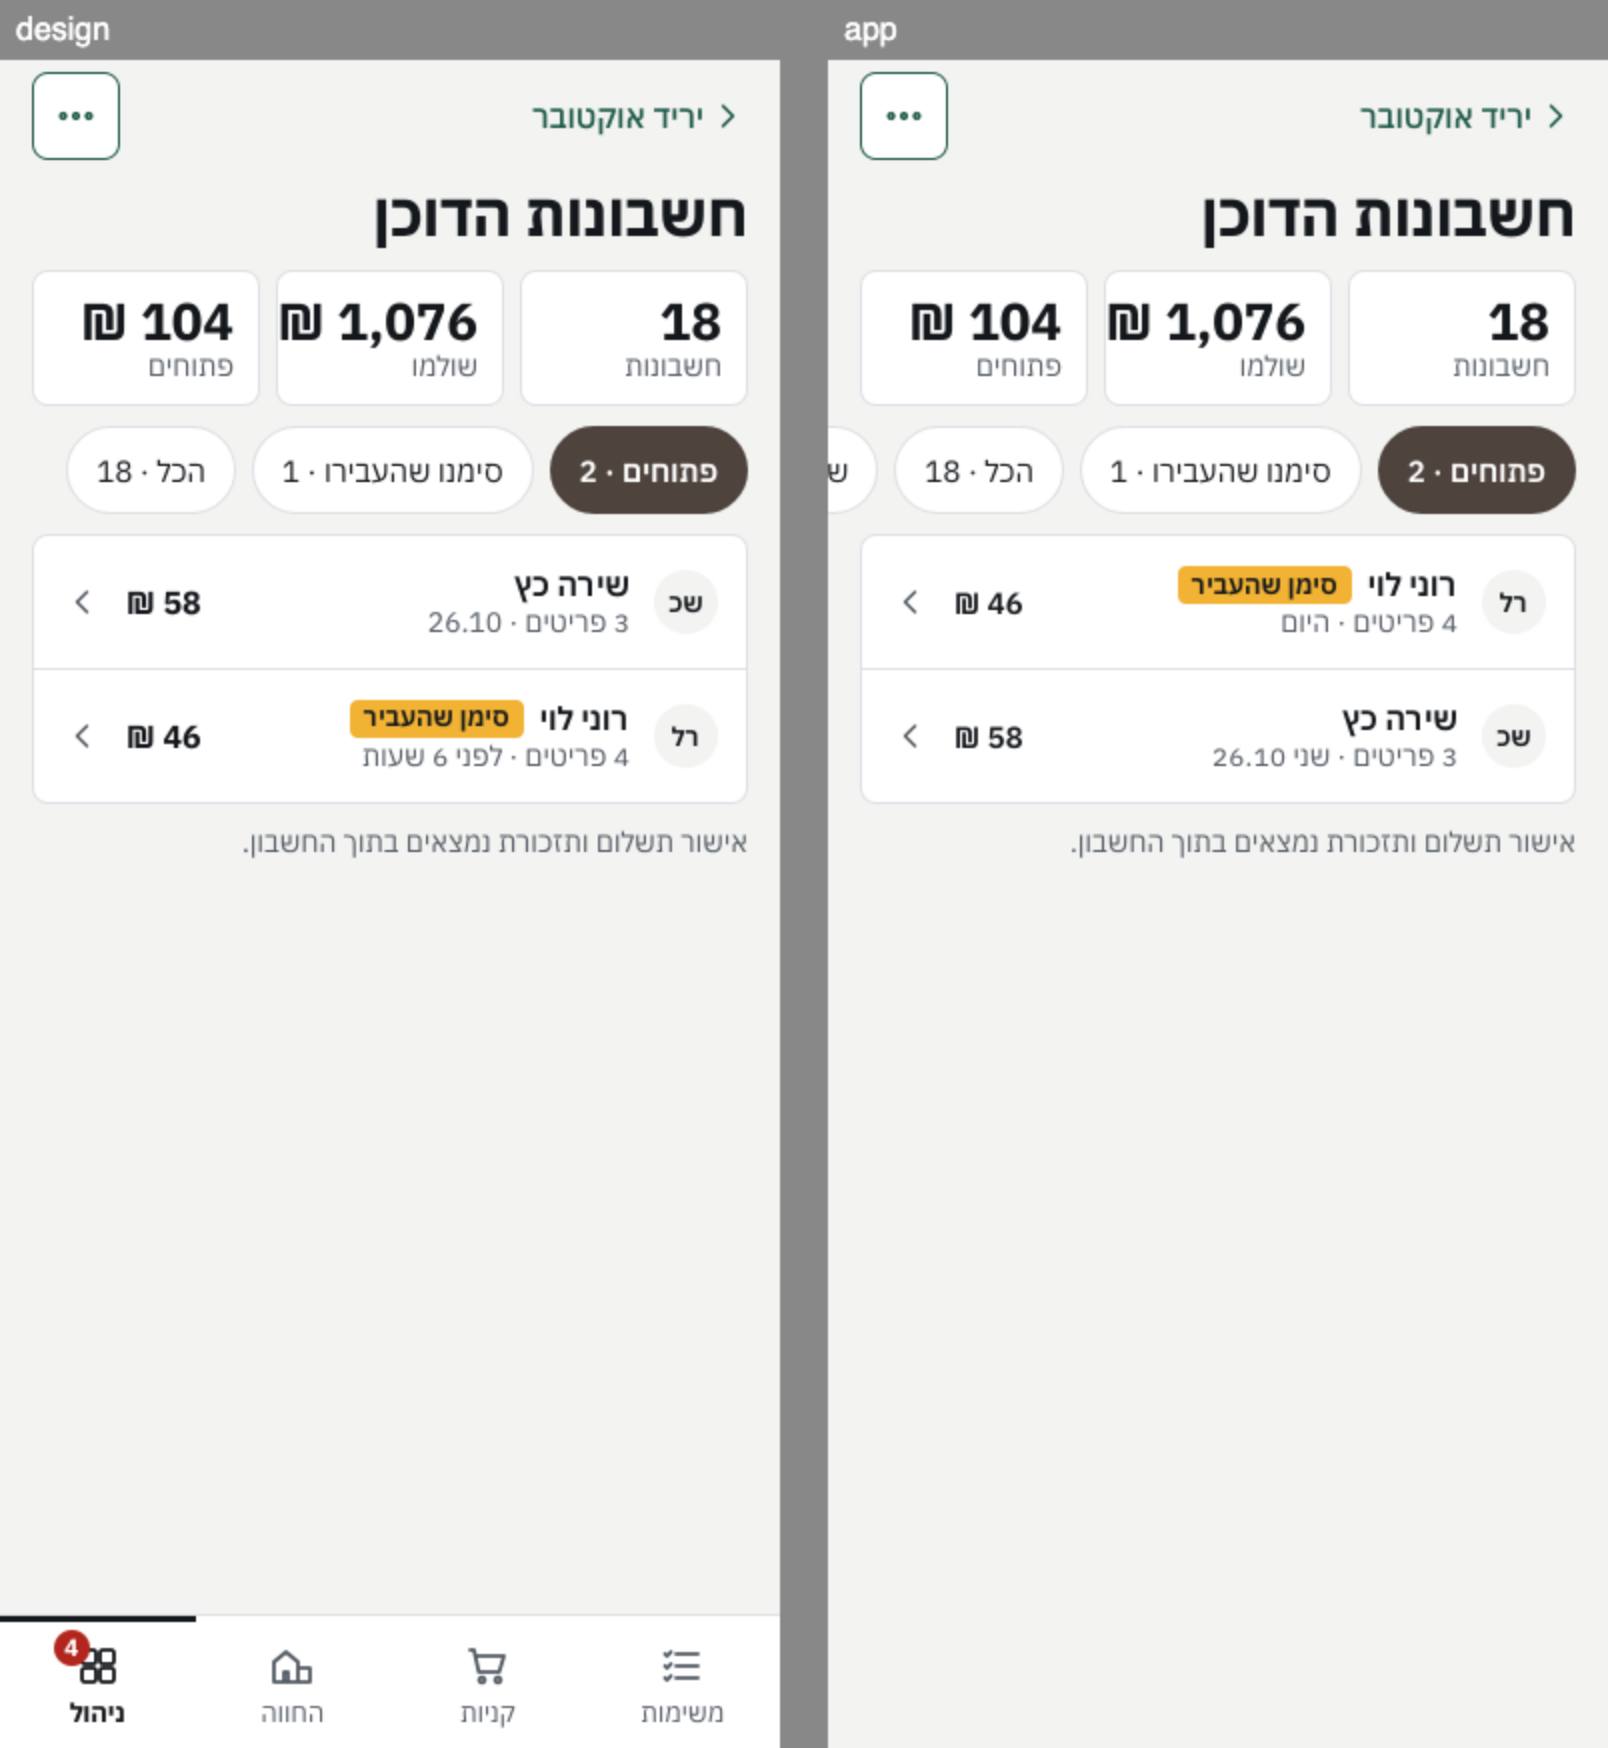 design
יריד אוקטובר
חשבונות הדוכן
18
חשבונות
1,076 ₪
שולמו
104 ₪
פתוחים
פתוחים · 2
סימנו שהעבירו · 1
הכל · 18
שכ
שירה כץ
3 פריטים · 26.10
58 ₪
רל
רוני לוי סימן שהעביר
4 פריטים · לפני 6 שעות
46 ₪
אישור תשלום ותזכורת נמצאים בתוך החשבון.
משימות
קניות
החווה
4
ניהול
app
יריד אוקטובר
חשבונות הדוכן
18
חשבונות
1,076 ₪
שולמו
104 ₪
פתוחים
פתוחים · 2
סימנו שהעבירו · 1
הכל · 18
ש
רל
רוני לוי סימן שהעביר
4 פריטים · היום
46 ₪
שכ
שירה כץ
3 פריטים · שני 26.10
58 ₪
אישור תשלום ותזכורת נמצאים בתוך החשבון.